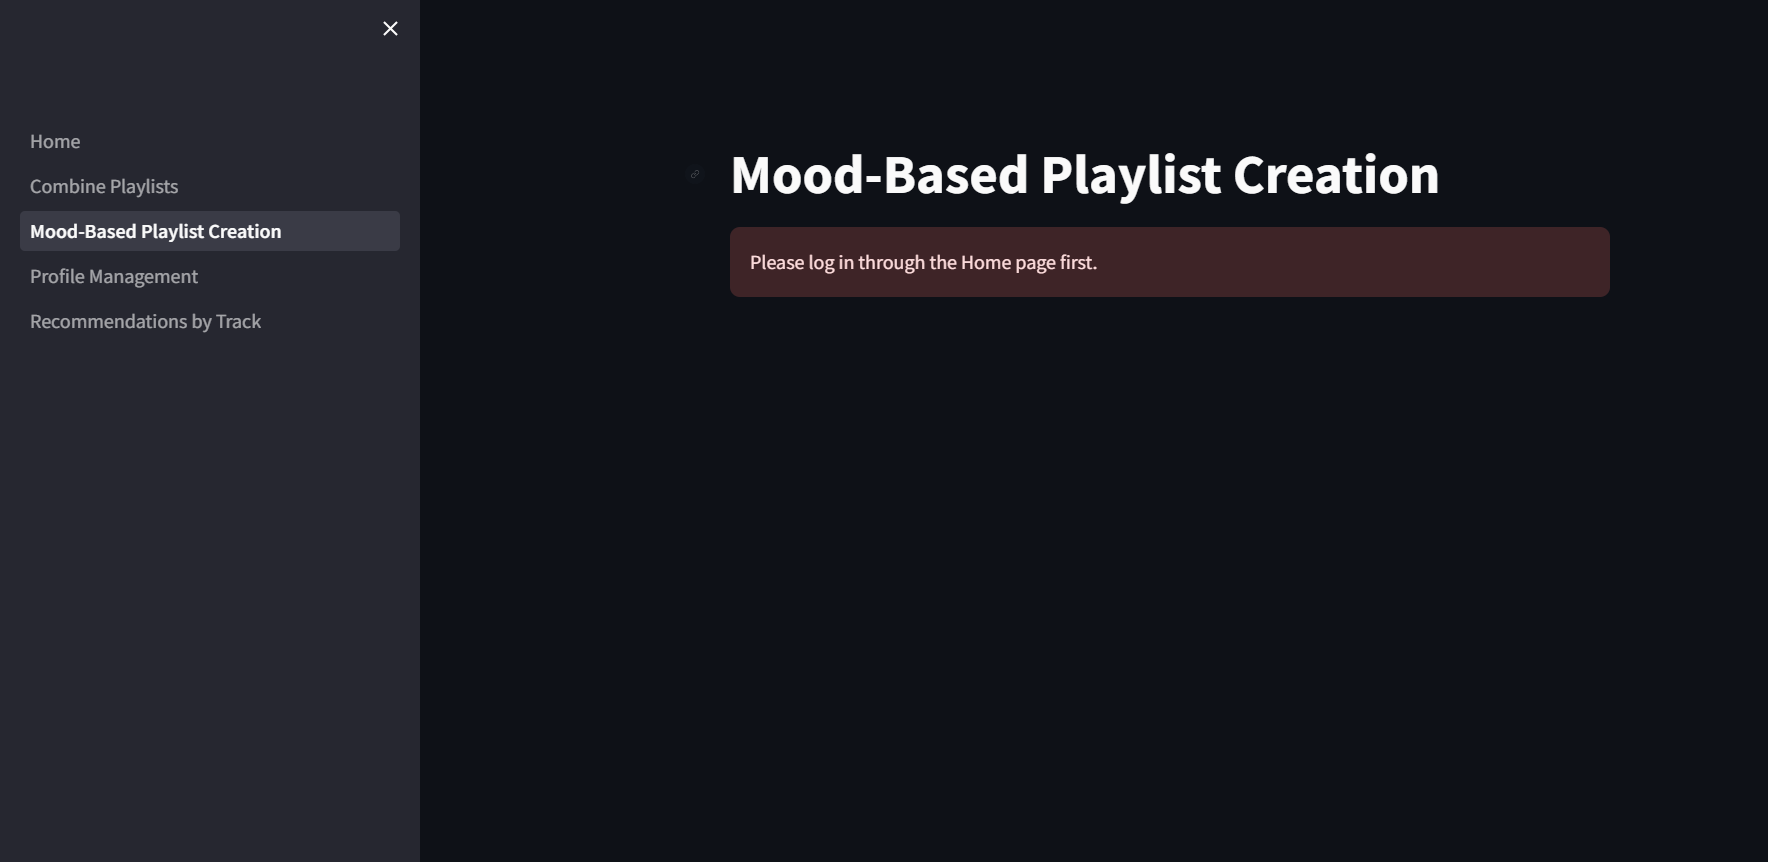 Home
Combine Playlists
Mood-Based Playlist Creation
Profile Management
Recommendations by Track
Mood-Based Playlist Creation
Please log in through the Home page first.